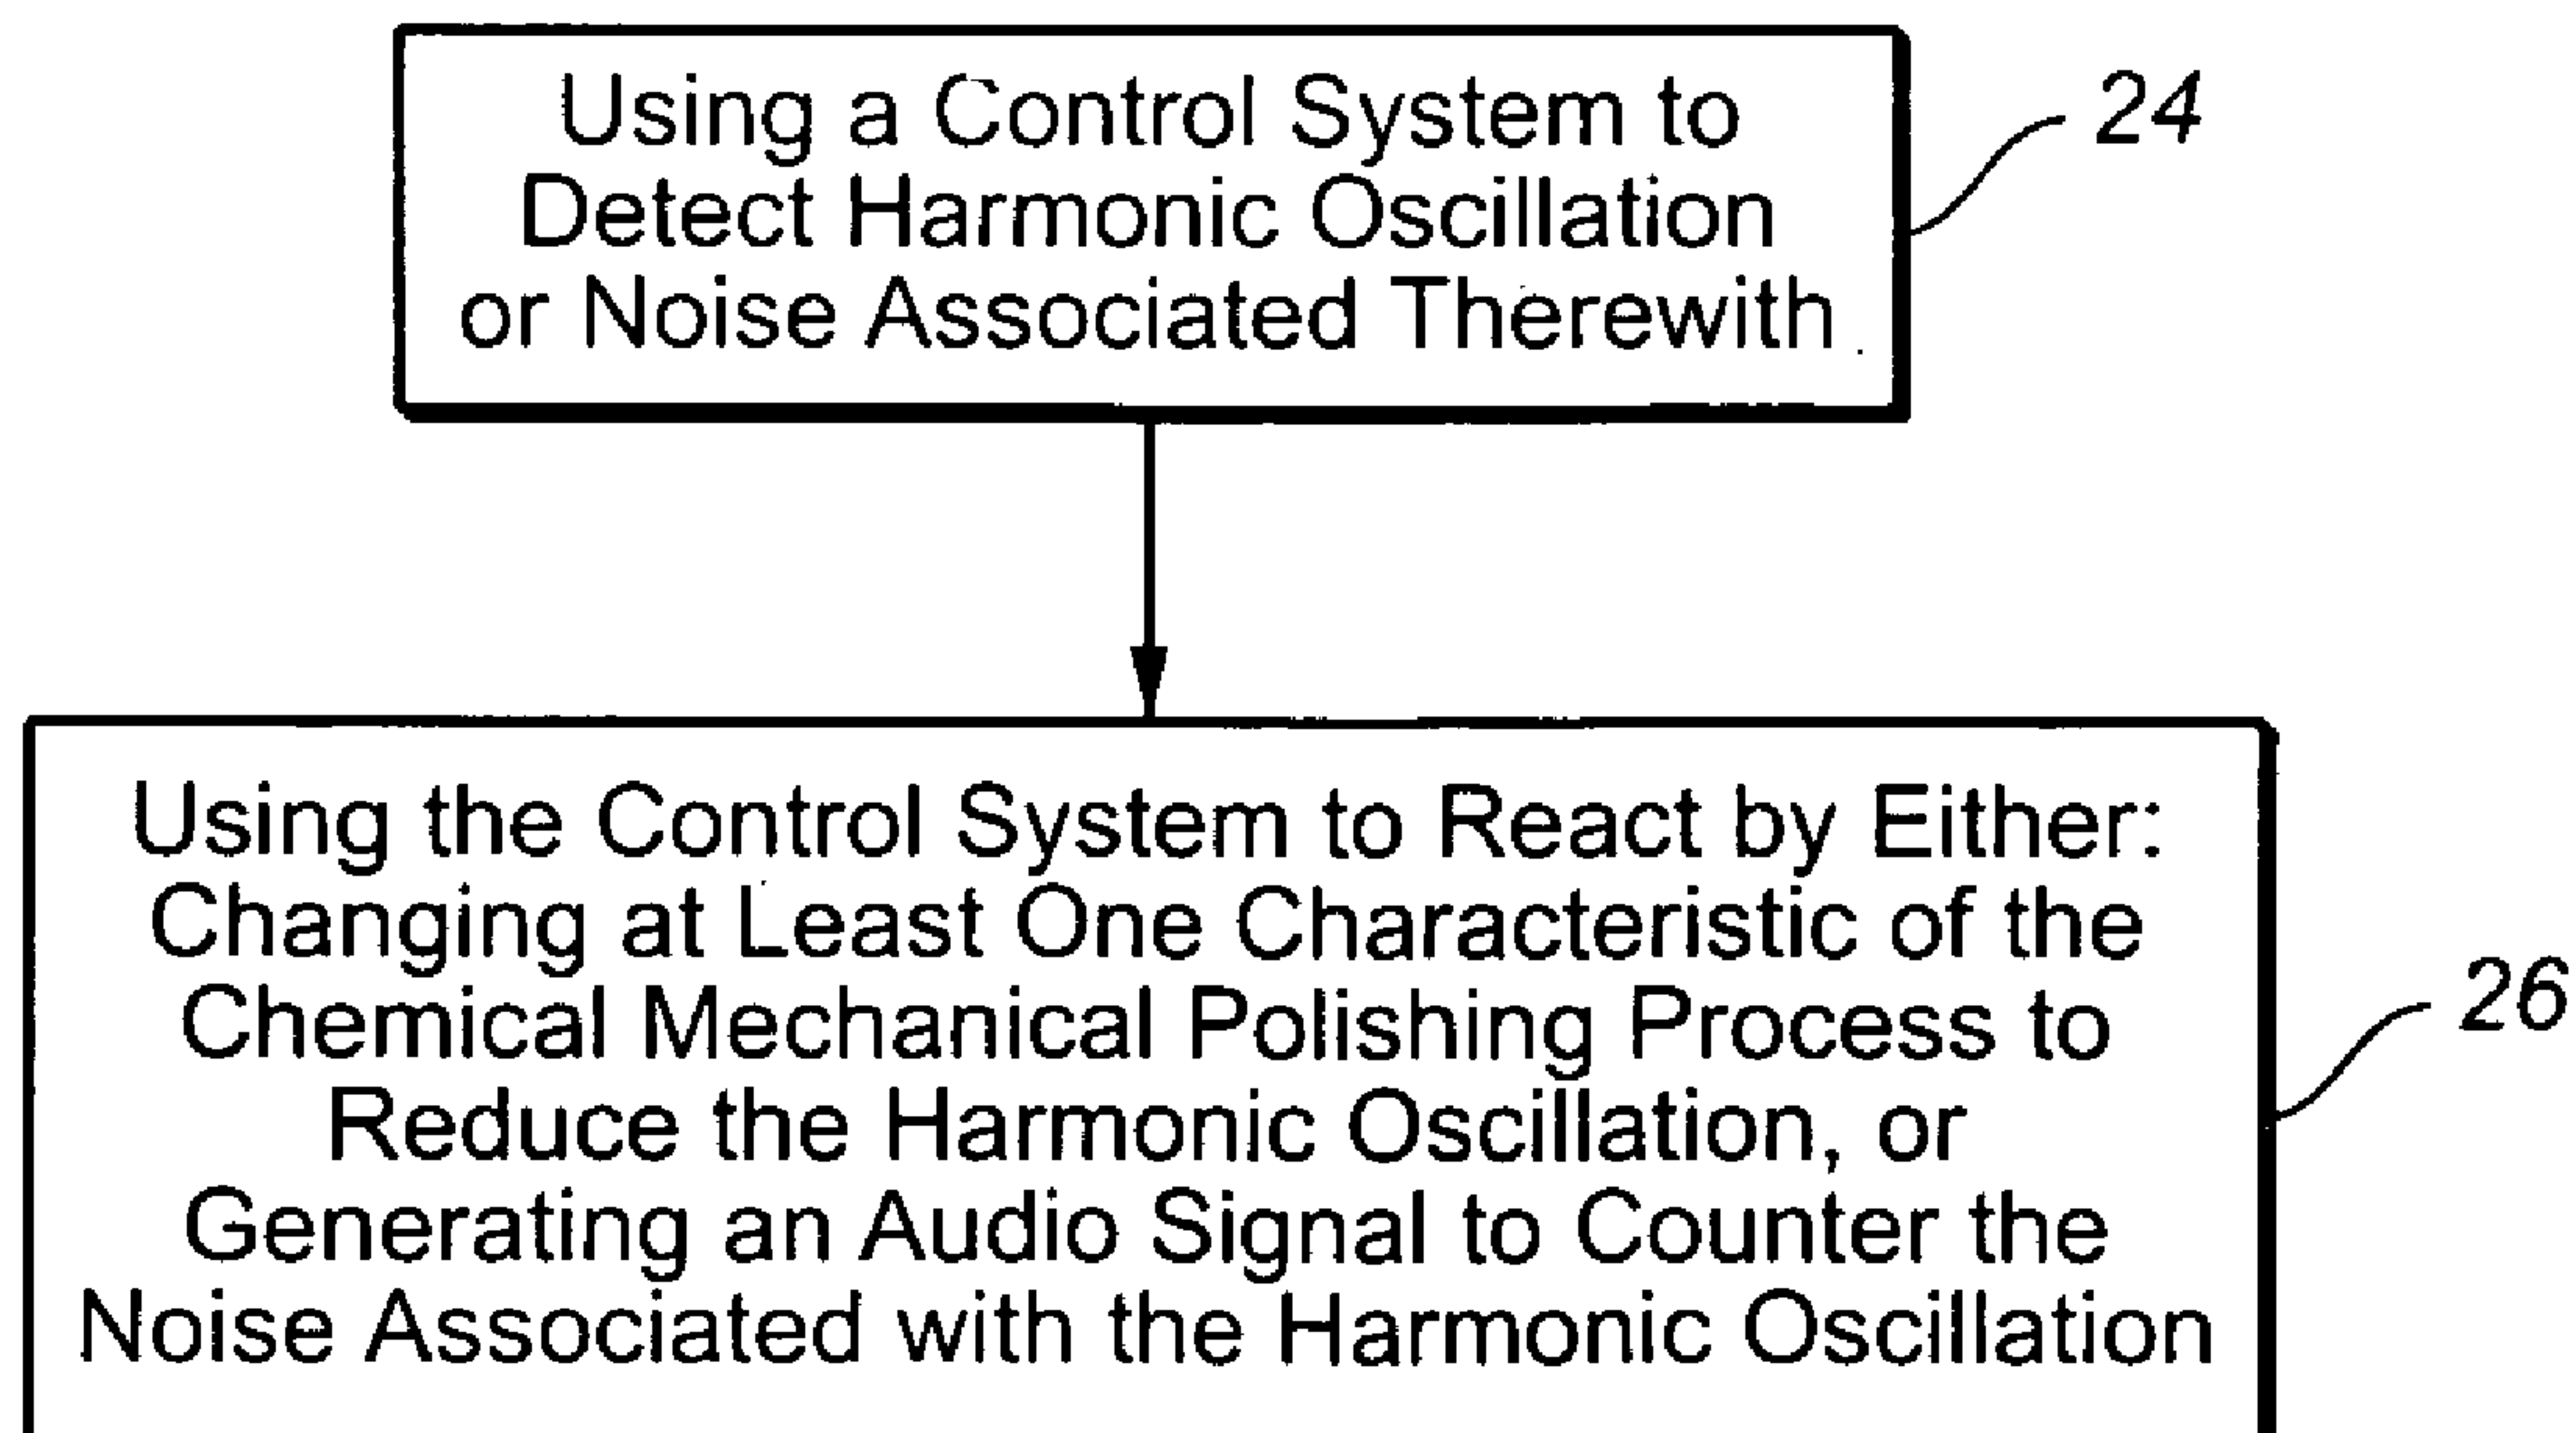 Using a Control System to
Detect Harmonic Oscillation
or Noise Associated Therewith
24
Using the Control System to React by Either:
Changing at Least One Characteristic of the
Chemical Mechanical Polishing Process to
Reduce the Harmonic Oscillation, or
Generating an Audio Signal to Counter the
Noise Associated with the Harmonic Oscillation
26